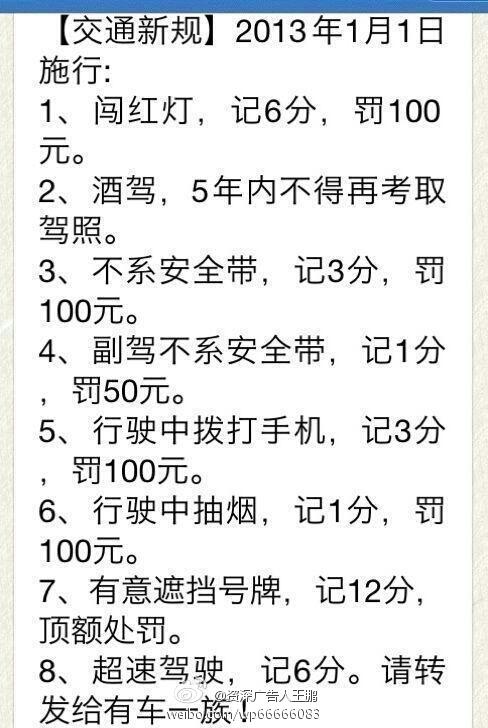 【交通新规】2013年1月1日
施行:
1、闯红灯，记6分，罚100
元。
2、酒驾，5年内不得再考取
驾照。
3、不系安全带，记3分，罚
100元。
4、副驾不系安全带，记1分
，罚50元。
5、行驶中拨打手机，记3分
，罚100元。
6、行驶中抽烟，记1分，罚
100元。
7、有意遮挡号牌，记12分，
顶额处罚。
8、超速驾驶，记6分。请转
发给有车一族！
@资深广告人王鹏
weibo.com/wp66666083